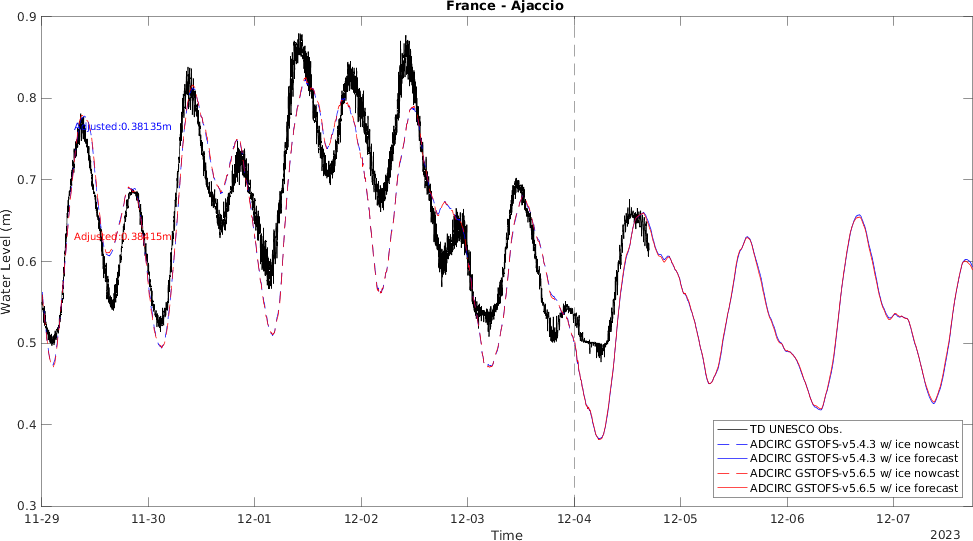 France - Ajaccio
0.9
0.8
0.7
0.6
0.5
0.4
0.3
Water Level (m)
Adjusted:0.38135m
Adjusted:0.38415m
TD UNESCO Obs.
ADCIRC GSTOFS-v5.4.3 w/ ice nowcast
ADCIRC GSTOFS-v5.4.3 w/ ice forecast
ADCIRC GSTOFS-v5.6.5 w/ ice nowcast
ADCIRC GSTOFS-v5.6.5 w/ ice forecast
11-29 11-30 12-01 12-02 12-03 12-04 12-05 12-06 12-07
Time
2023